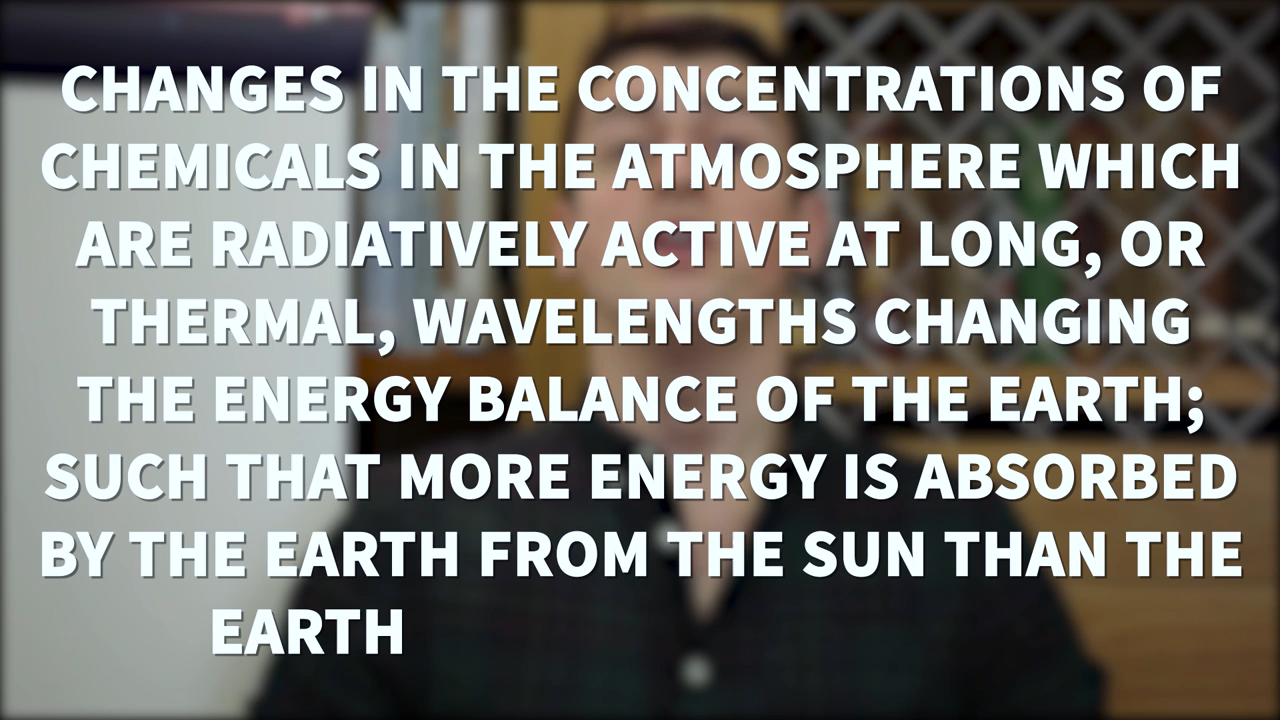 CHANGES IN THE CONCENTRATIONS OF
CHEMICALS IN THE ATMOSPHERE WHICH
ARE RADIATIVELY ACTIVE AT LONG, OR
THERMAL, WAVELENGTHS CHANGING
THE ENERGY BALANCE OF THE EARTH;
SUCH THAT MORE ENERGY IS ABSORBED
BY THE EARTH FROM THE SUN THAN THE
EARTH